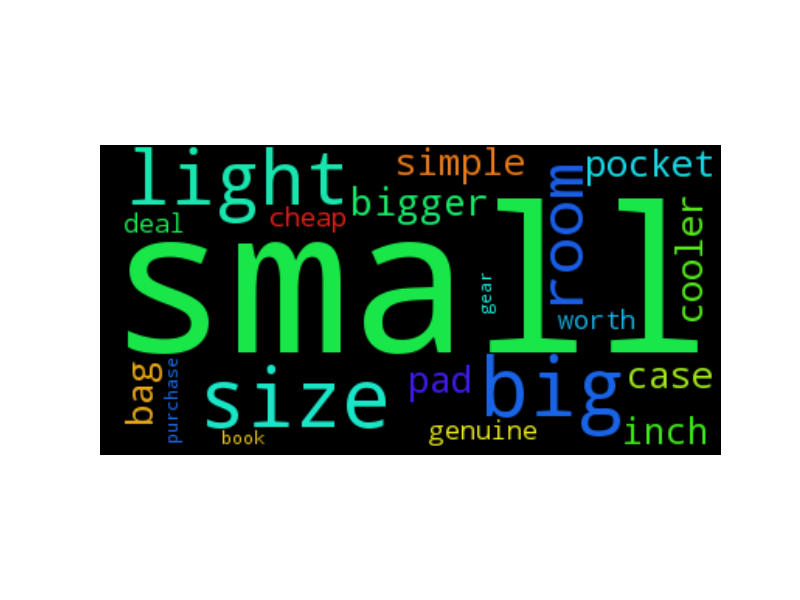 light
simple
pocket
room
bigger
cheap
deal
cooler
small
gear
worth
bag
purchase
size
pad
big
case
book
genuine
inch